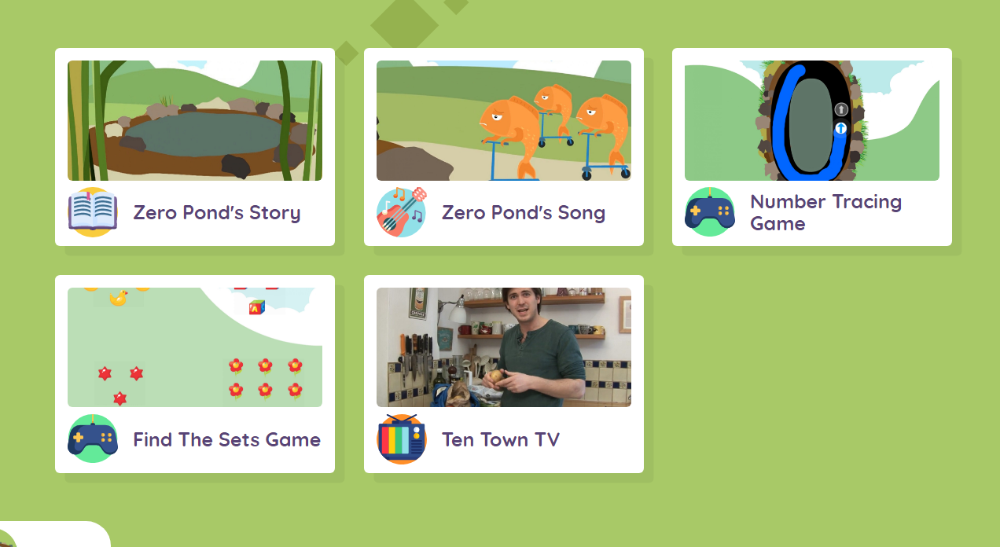 Zero Pond's Story
Zero Pond's Song
Number Tracing
Game
A
Find The Sets Game
Ten Town TV